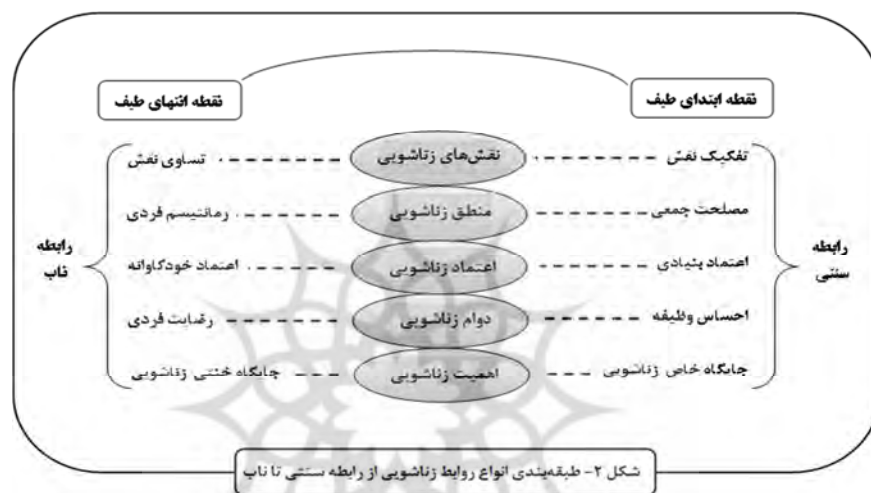 نقطه ابتدای طیف
نقطه انتهای طیف
تفکیک نقش
نقش‌های زناشویی
تساوی نقش
مصلحت جمعی
منطق زناشویی
رمانتیسم فردی
رابطه
سنتی
اعتماد بنیادی
اعتماد زناشویی
اعتماد خودکاوانه
رابطه
ناب
احساس وظیفه
دوام زناشویی
رضایت فردی
جایگاه خاص زناشویی
اهمیت زناشویی
جایگاه خنثی زناشویی
شکل ۲- طبقه‌بندی انواع روابط زناشویی از رابطه سنتی تا ناب